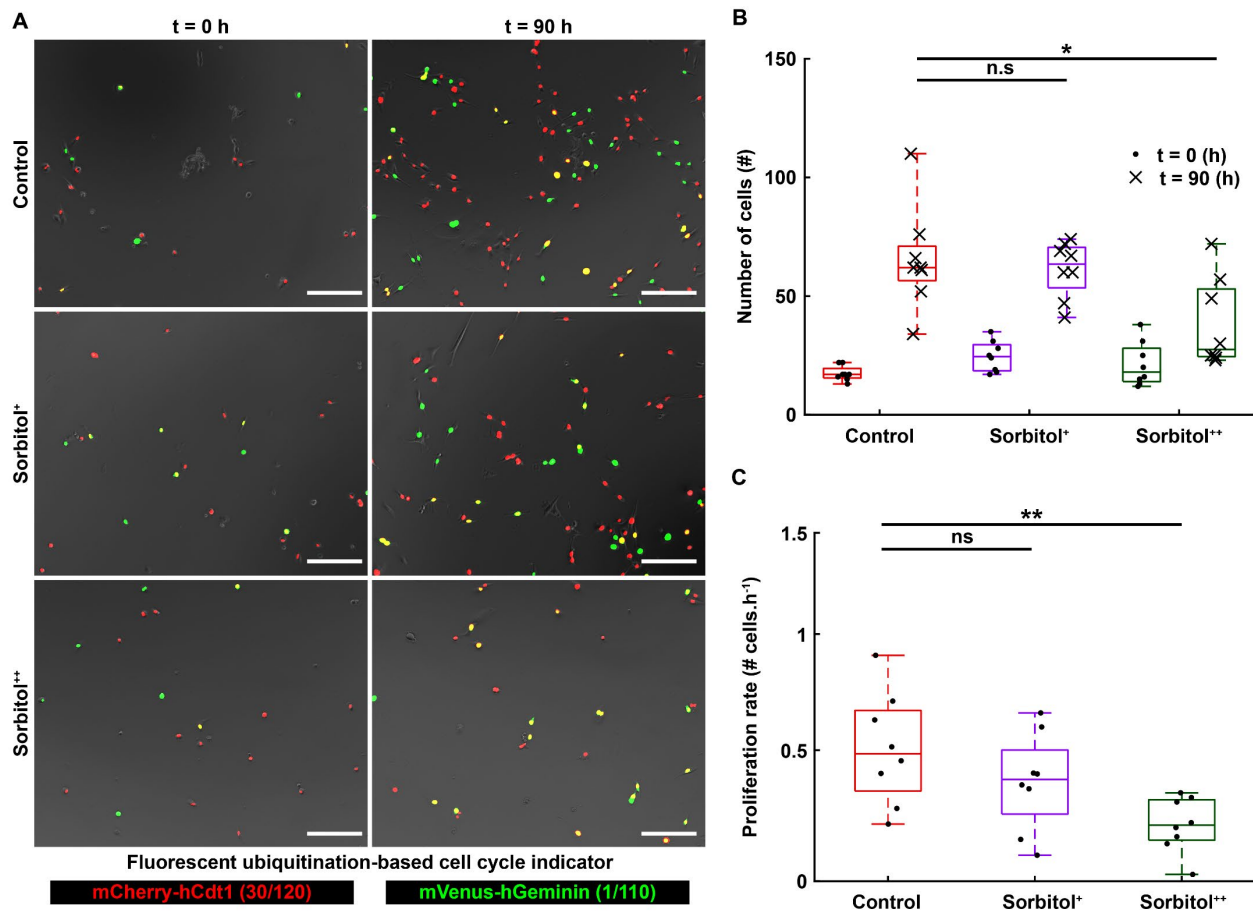 A
t = 0 h
t = 90 h
Control
Sorbitol⁺
Sorbitol⁺⁺
Fluorescent ubiquitination-based cell cycle indicator
mCherry-hCdt1 (30/120)
mVenus-hGeminin (1/110)
B
Number of cells (#)
150
100
50
0
*
n.s
t = 0 (h)
t = 90 (h)
Control
Sorbitol⁺
Sorbitol⁺⁺
C
Proliferation rate (# cells.h⁻¹)
1.5
1
0.5
0
**
ns
Control
Sorbitol⁺
Sorbitol⁺⁺